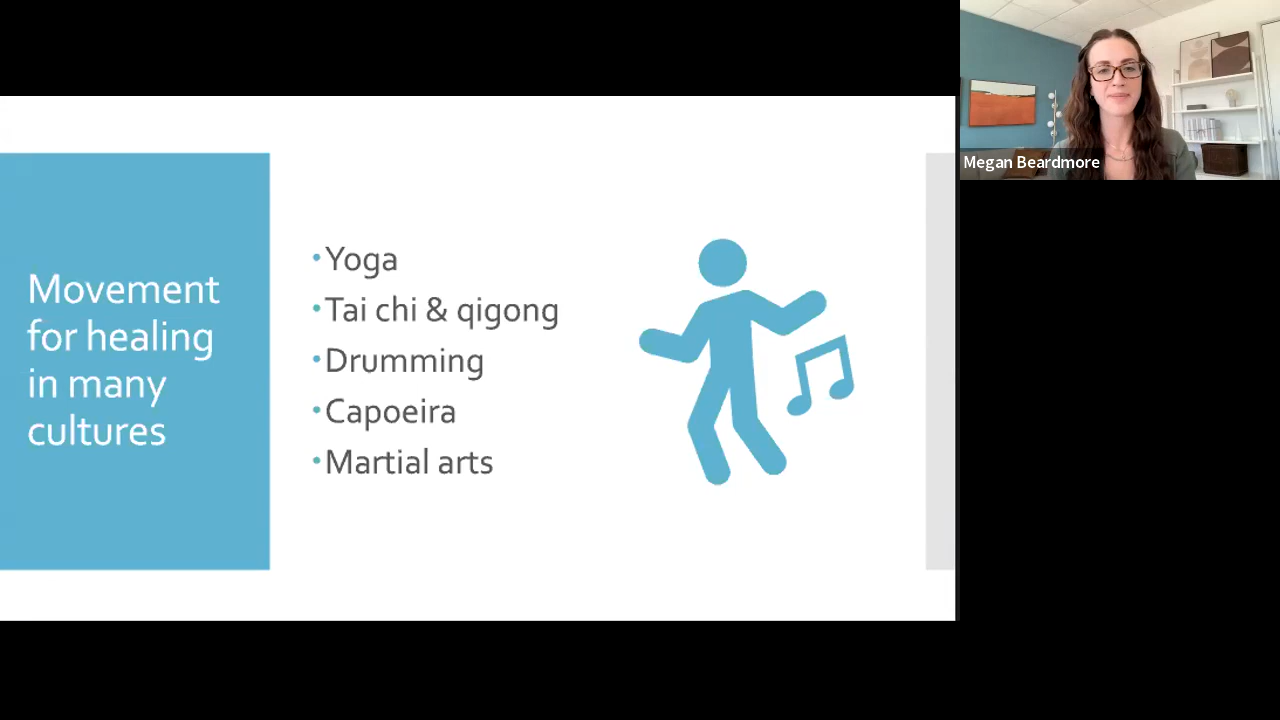 Movement
for healing
in many
cultures
•Yoga
•Tai chi & qigong
•Drumming
•Capoeira
•Martial arts
Megan Beardmore